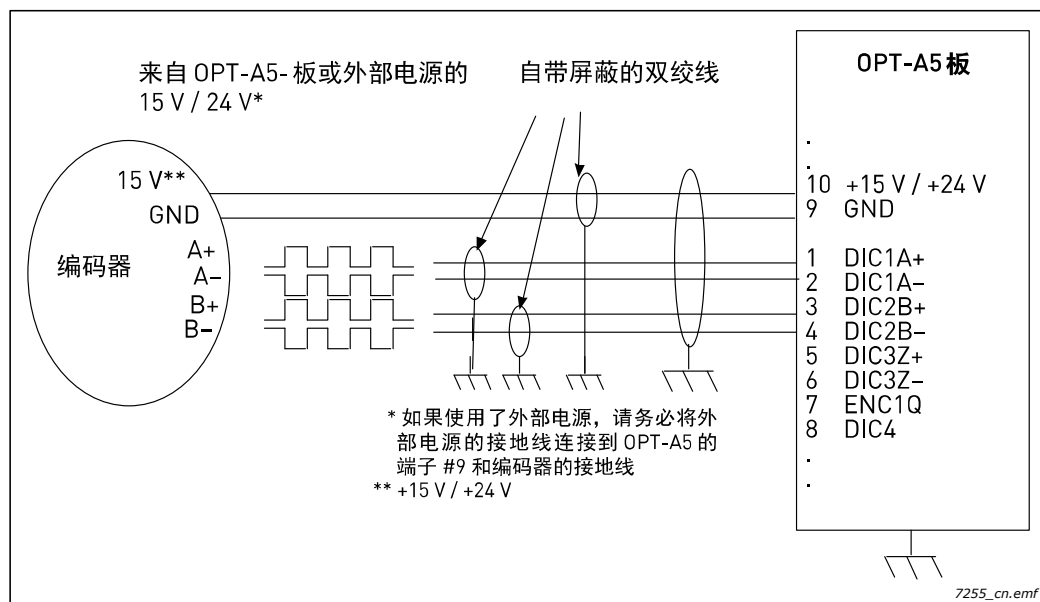 来自 OPT-A5- 板或外部电源的
15 V / 24 V*
自带屏蔽的双绞线
OPT-A5 板
15 V**
GND
编码器
A+
A-
B+
B-
.
.
10 +15 V / +24 V
9 GND
1 DIC1A+
2 DIC1A-
3 DIC2B+
4 DIC2B-
5 DIC3Z+
6 DIC3Z-
7 ENC1Q
8 DIC4
.
.
* 如果使用了外部电源，请务必将外
部电源的接地线连接到 OPT-A5 的
端子 #9 和编码器的接地线
** +15 V / +24 V
7255_cn.emf